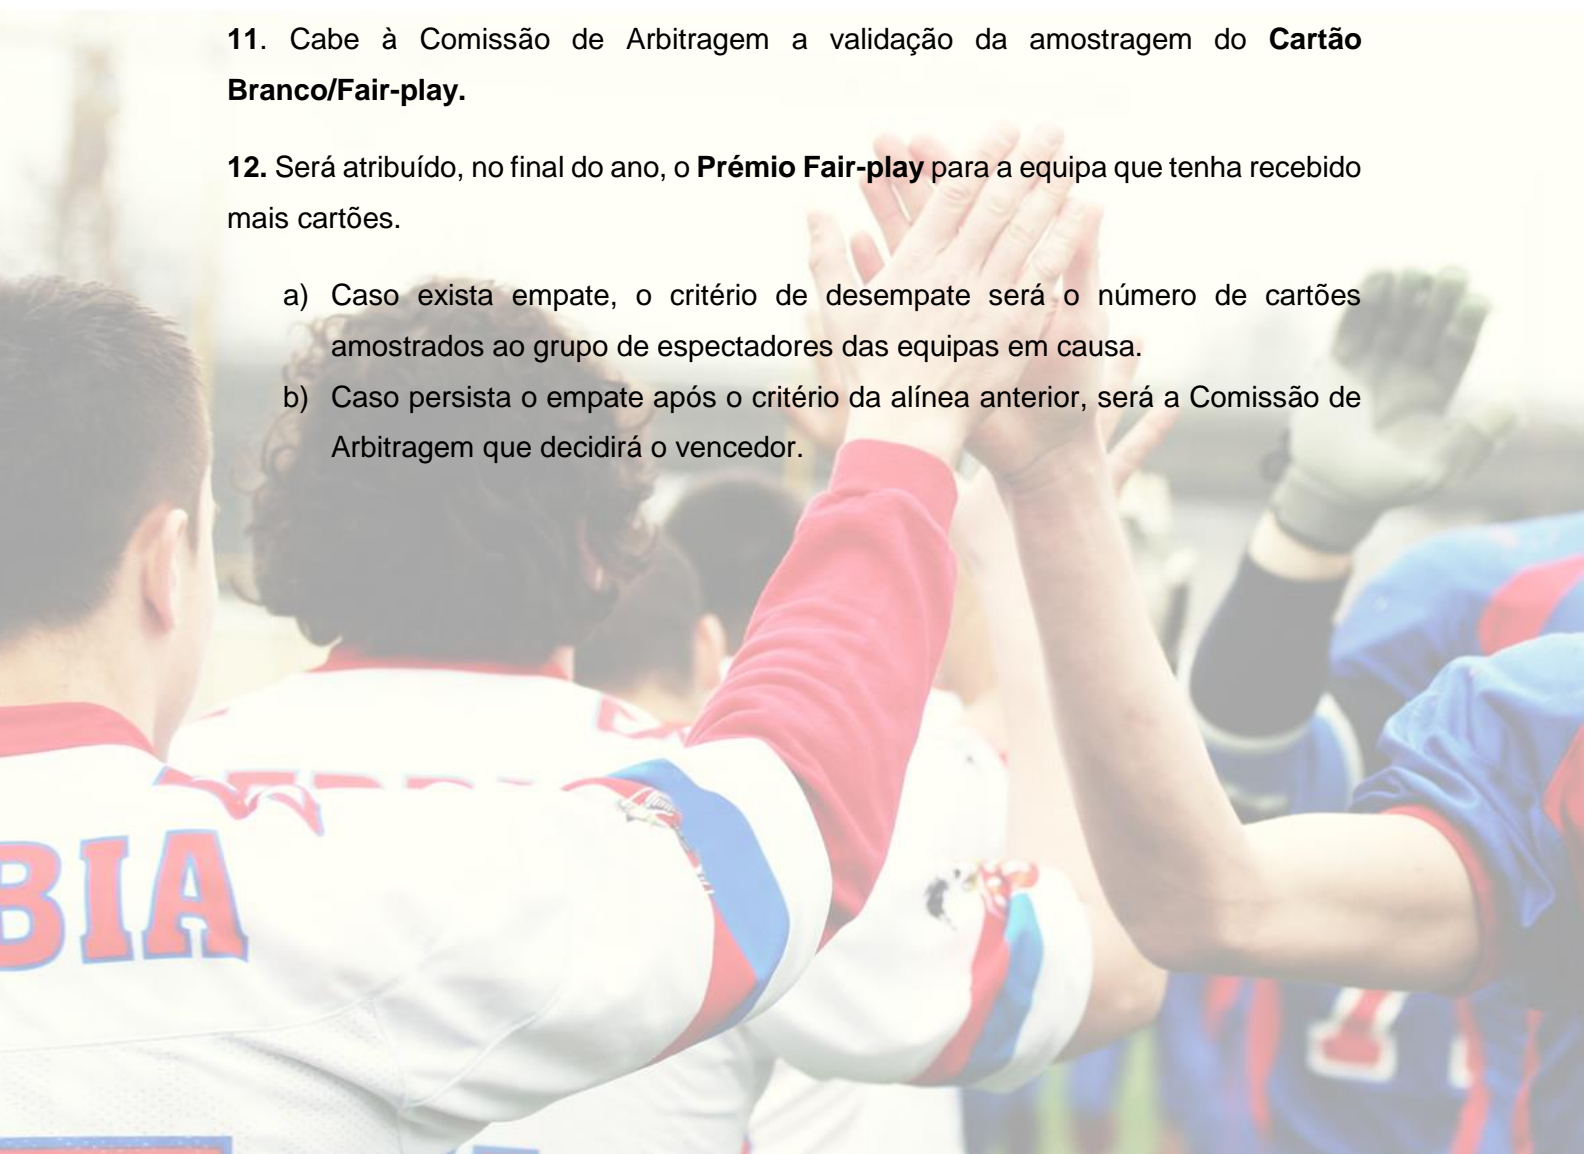 11. Cabe à Comissão de Arbitragem a validação da amostragem do Cartão
Branco/Fair-play.
12. Será atribuído, no final do ano, o Prémio Fair-play para a equipa que tenha recebido
mais cartões.
a) Caso exista empate, o critério de desempate será o número de cartões
amostrados ao grupo de espectadores das equipas em causa.
b) Caso persista o empate após o critério da alínea anterior, será a Comissão de
Arbitragem que decidirá o vencedor.
BIA